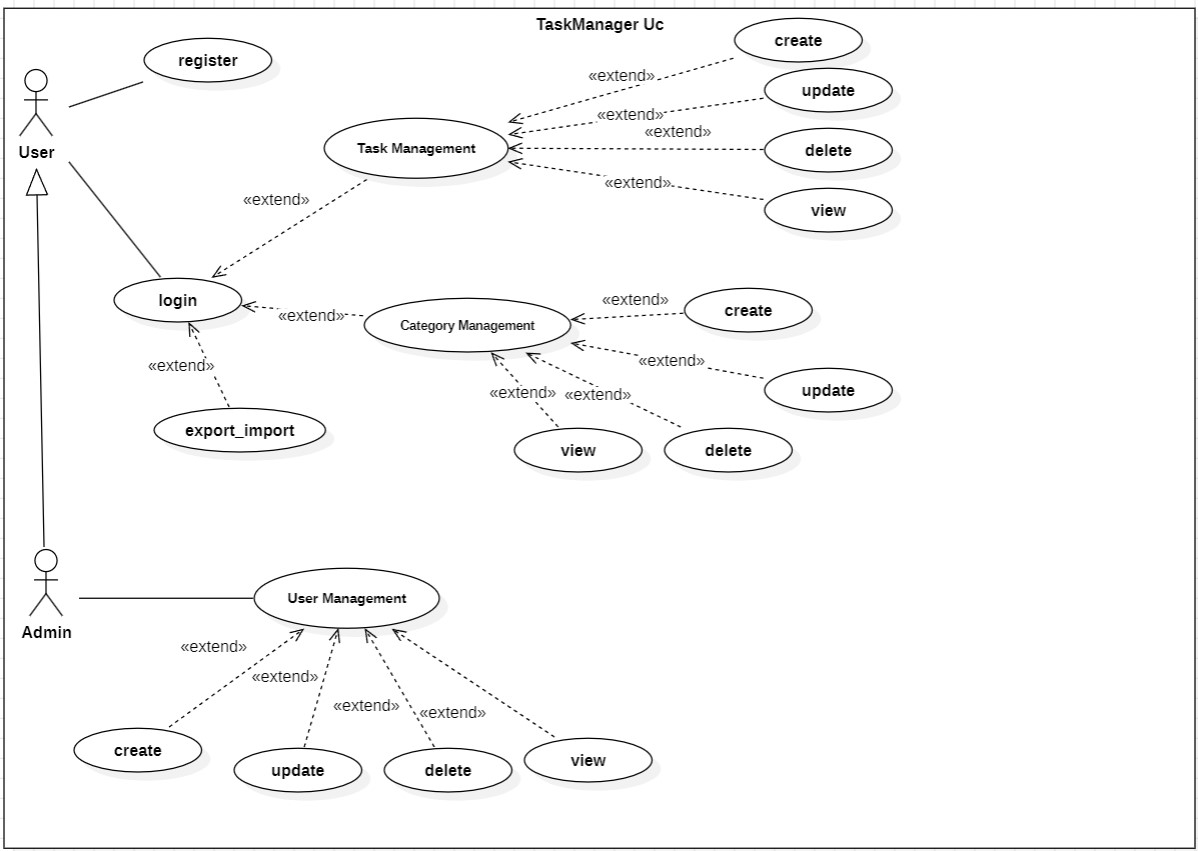 TaskManager Uc
create
register
«extend»
update
«extend»
«extend»
User
Task Management
delete
«extend»
«extend»
view
login
«extend»
create
«extend»
Category Management
«extend»
«extend»
update
«extend»
«extend»
export_import
view
delete
User Management
Admin
«extend»
«extend»
«extend»
«extend»
create
update
delete
view